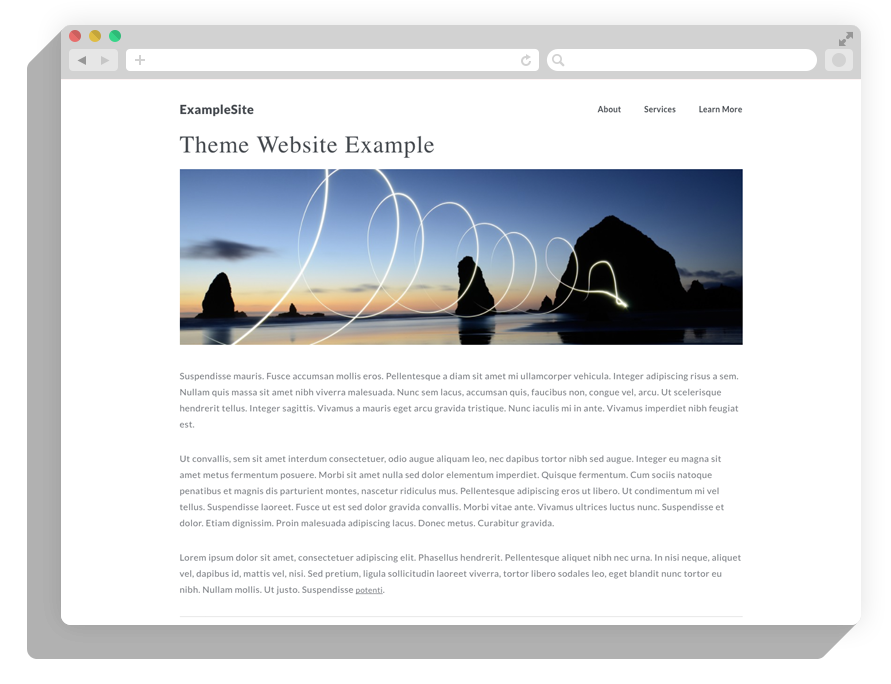 ExampleSite
About Services Learn More
Theme Website Example
Suspendisse mauris. Fusce accumsan mollis eros. Pellentesque a diam sit amet mi ullamcorper vehicula. Integer adipiscing risus a sem.
Nullam quis massa sit amet nibh viverra malesuada. Nunc sem lacus, accumsan quis, faucibus non, congue vel, arcu. Ut scelerisque
hendrerit tellus. Integer sagittis. Vivamus a mauris eget arcu gravida tristique. Nunc iaculis mi in ante. Vivamus imperdiet nibh feugiat
est.
Ut convallis, sem sit amet interdum consectetuer, odio augue aliquam leo, nec dapibus tortor nibh sed augue. Integer eu magna sit
amet metus fermentum posuere. Morbi sit amet nulla sed dolor elementum imperdiet. Quisque fermentum. Cum sociis natoque
penatibus et magnis dis parturient montes, nascetur ridiculus mus. Pellentesque adipiscing eros ut libero. Ut condimentum mi vel
tellus. Suspendisse laoreet. Fusce ut est sed dolor gravida convallis. Morbi vitae ante. Vivamus ultrices luctus nunc. Suspendisse et
dolor. Etiam dignissim. Proin malesuada adipiscing lacus. Donec metus. Curabitur gravida.
Lorem ipsum dolor sit amet, consectetuer adipiscing elit. Phasellus hendrerit. Pellentesque aliquet nibh nec urna. In nisi neque, aliquet
vel, dapibus id, mattis vel, nisi. Sed pretium, ligula sollicitudin laoreet viverra, tortor libero sodales leo, eget blandit nunc tortor eu
nibh. Nullam mollis. Ut justo. Suspendisse potenti.